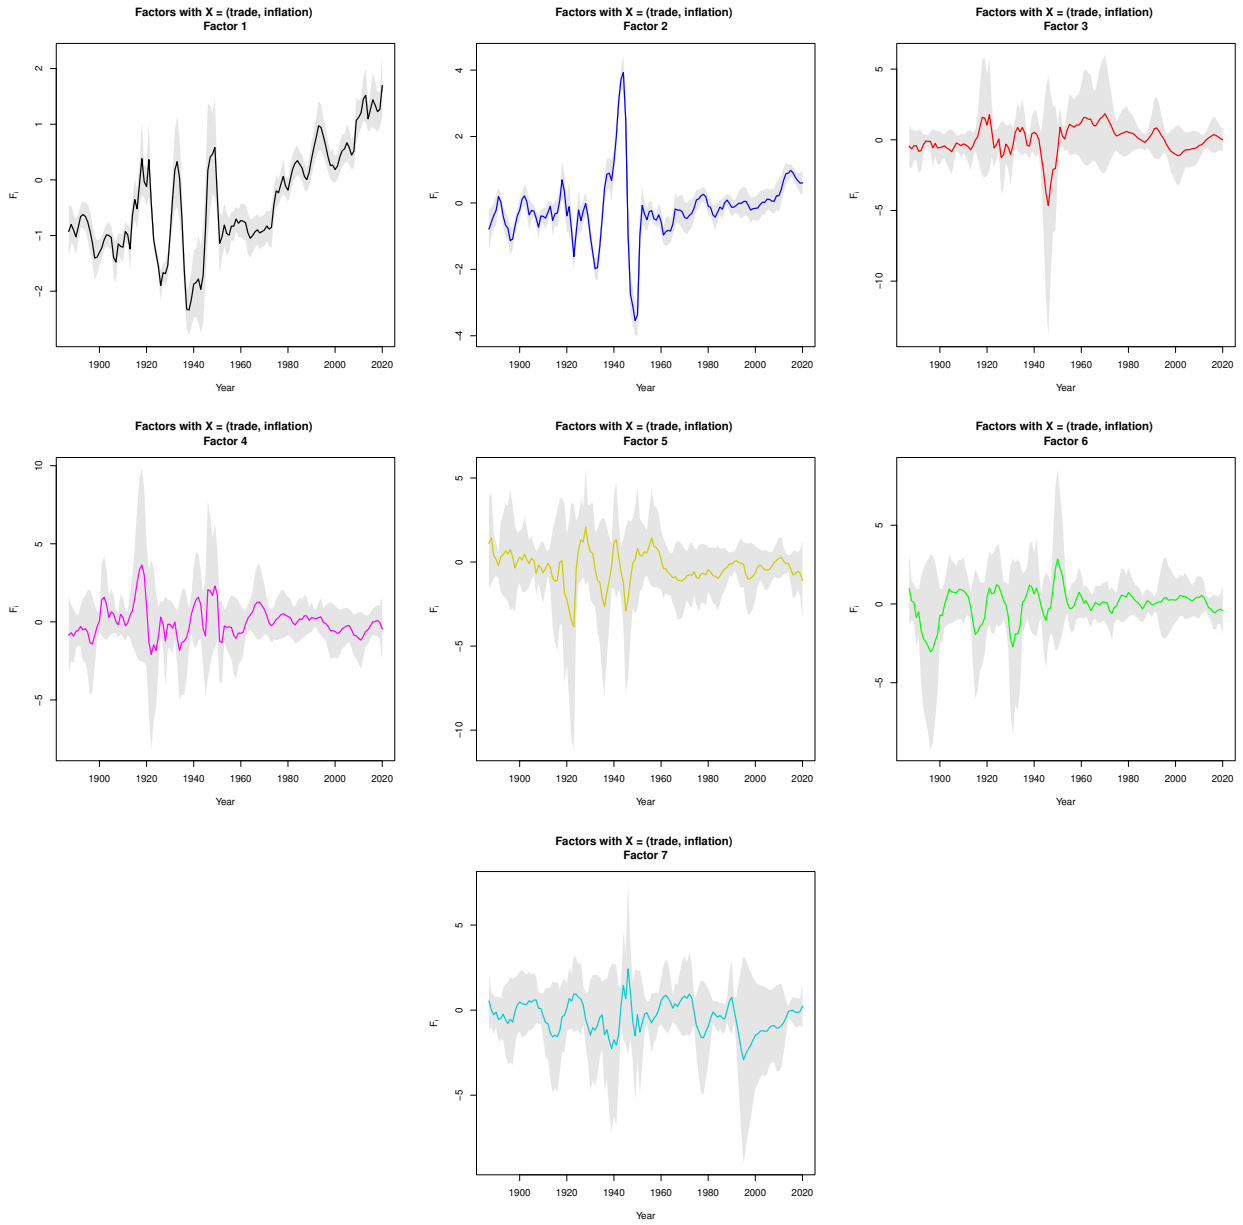 Factors with X = (trade, inflation)
Factor 1
2
1
0
−1
−2
Fᵢ
1900 1920 1940 1960 1980 2000 2020
Year
Factors with X = (trade, inflation)
Factor 2
4
2
0
−2
−4
Fᵢ
1900 1920 1940 1960 1980 2000 2020
Year
Factors with X = (trade, inflation)
Factor 3
5
0
−5
−10
Fᵢ
1900 1920 1940 1960 1980 2000 2020
Year
Factors with X = (trade, inflation)
Factor 4
10
5
0
−5
Fᵢ
1900 1920 1940 1960 1980 2000 2020
Year
Factors with X = (trade, inflation)
Factor 5
5
0
−5
−10
Fᵢ
1900 1920 1940 1960 1980 2000 2020
Year
Factors with X = (trade, inflation)
Factor 6
5
0
−5
Fᵢ
1900 1920 1940 1960 1980 2000 2020
Year
Factors with X = (trade, inflation)
Factor 7
5
0
−5
Fᵢ
1900 1920 1940 1960 1980 2000 2020
Year